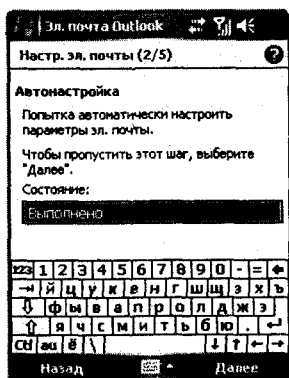 Эл. почта Outlook
Настр. эл. почты (2/5)
Автонастройка
Попытка автоматически настроить
параметры эл. почты.
Чтобы пропустить этот шаг, выберите
"Далее".
Состояние:
Выполнено
123 1 2 3 4 5 6 7 8 9 0 - =
й ц у к е н г ш щ з х ъ
ф ы в а п р о л д ж э
я ч с м и т ь б ю .
Ctl au ё \
Назад Далее